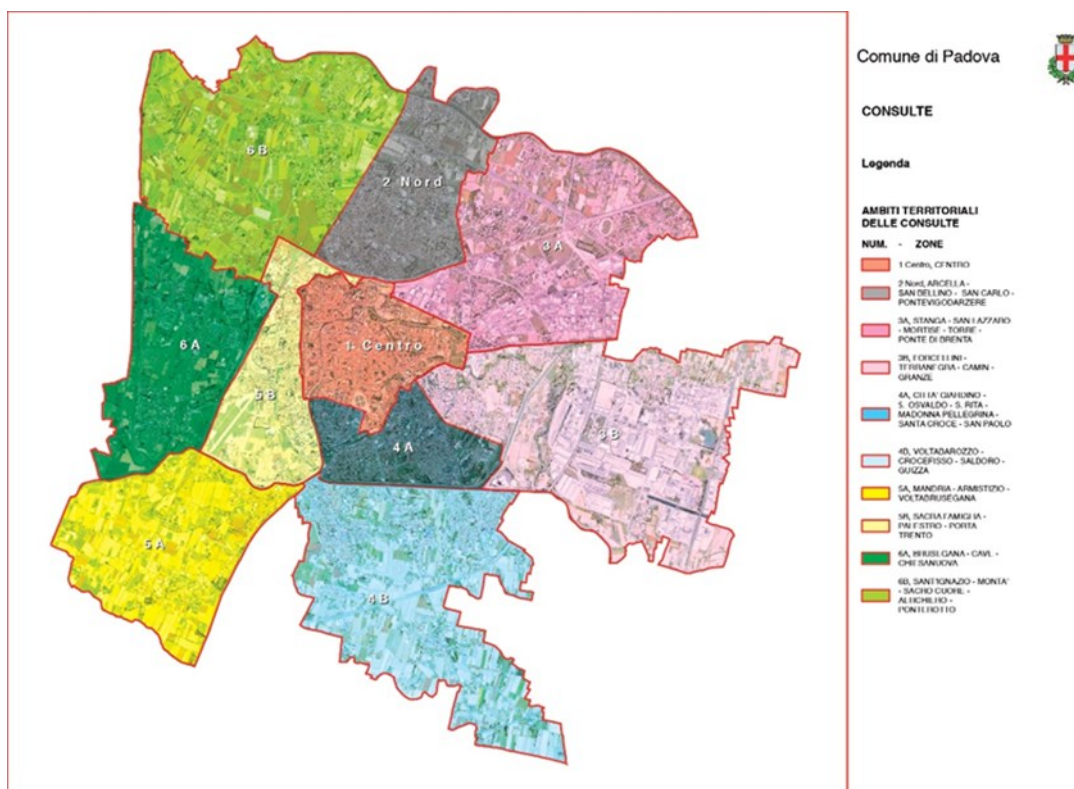 6 B
2 Nord
3 A
6 A
1 Centro
5 B
4 A
3 B
5 A
4 B
Comune di Padova
CONSULTE
Legenda
AMBITI TERRITORIALI
DELLE CONSULTE
NUM. - ZONE
1 Centro, CENTRO
2 Nord, ARCELLA -
SAN BELLINO - SAN CARLO -
PONTEVIGODARZERE
3A, STANGA - SAN LAZZARO
- MORTISE - TORRE -
PONTE DI BRENTA
3B, FORCELLINI -
TERRANEGRA - CAMIN -
GRANZE
4A, CITTA' GIARDINO -
S. OSVALDO - S. RITA -
MADONNA PELLEGRINA -
SANTA CROCE - SAN PAOLO
VOLTABAROZZO -
CROCEFISSO - SALBORO -
GUIZZA
5A, MANDRIA - ARMISTIZIO -
VOLTABRUSEGANA
5B, SACRA FAMIGLIA -
PALESTRO - PORTA
TRENTO
6A, BRUSEGANA - CAVE -
CHIESANUOVA
6B, SANT'IGNAZIO - MONTA'
- SACRO CUORE -
ALTICHIERO -
PONTEROTTO